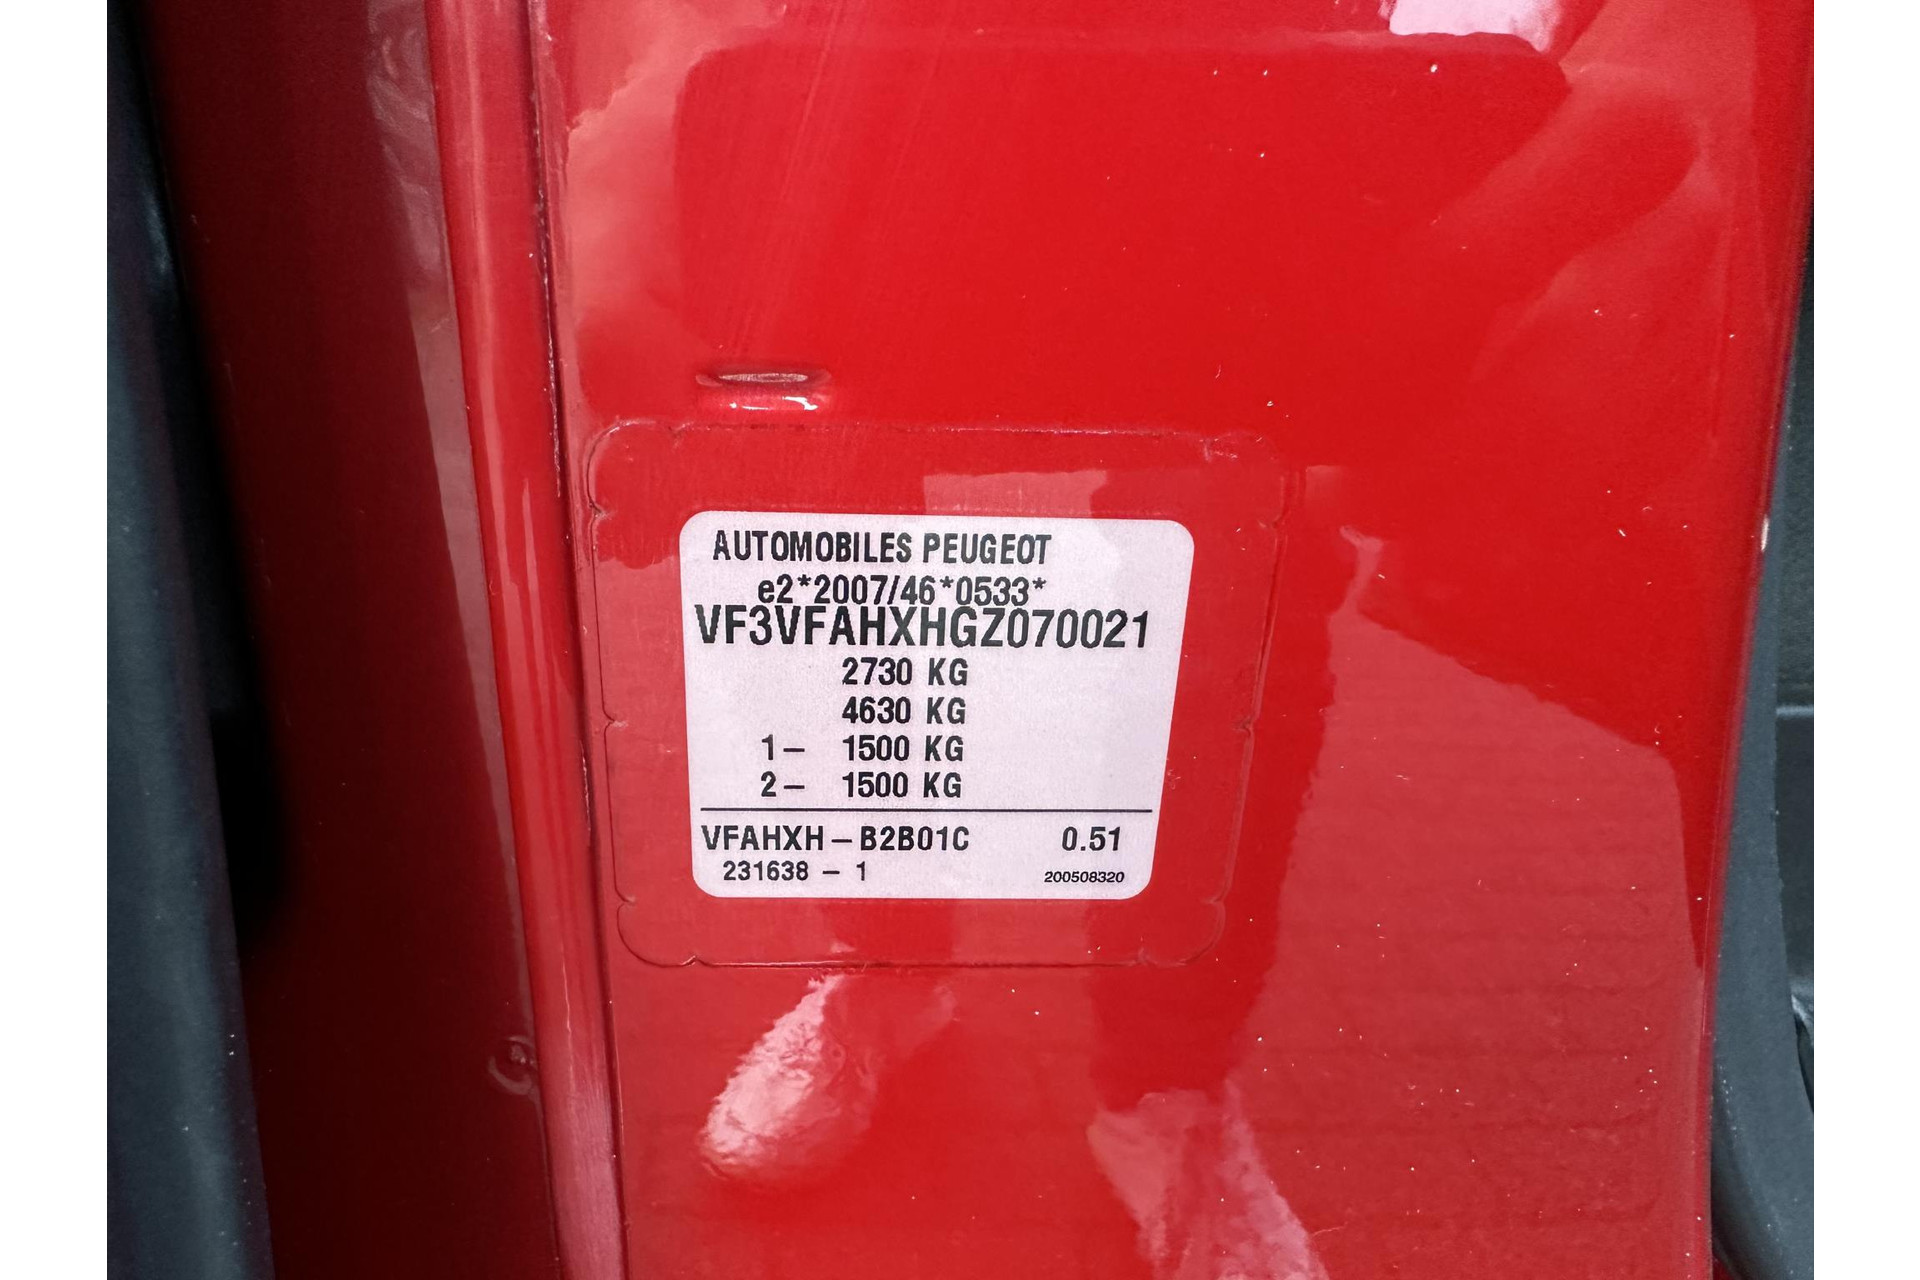 AUTOMOBILES PEUGEOT
e2*2007/46*0533*
VF3VFAHXHGZ070021
2730 KG
4630 KG
1- 1500 KG
2- 1500 KG
VFAHXH-B2B01C 0.51
231638 - 1 200508320